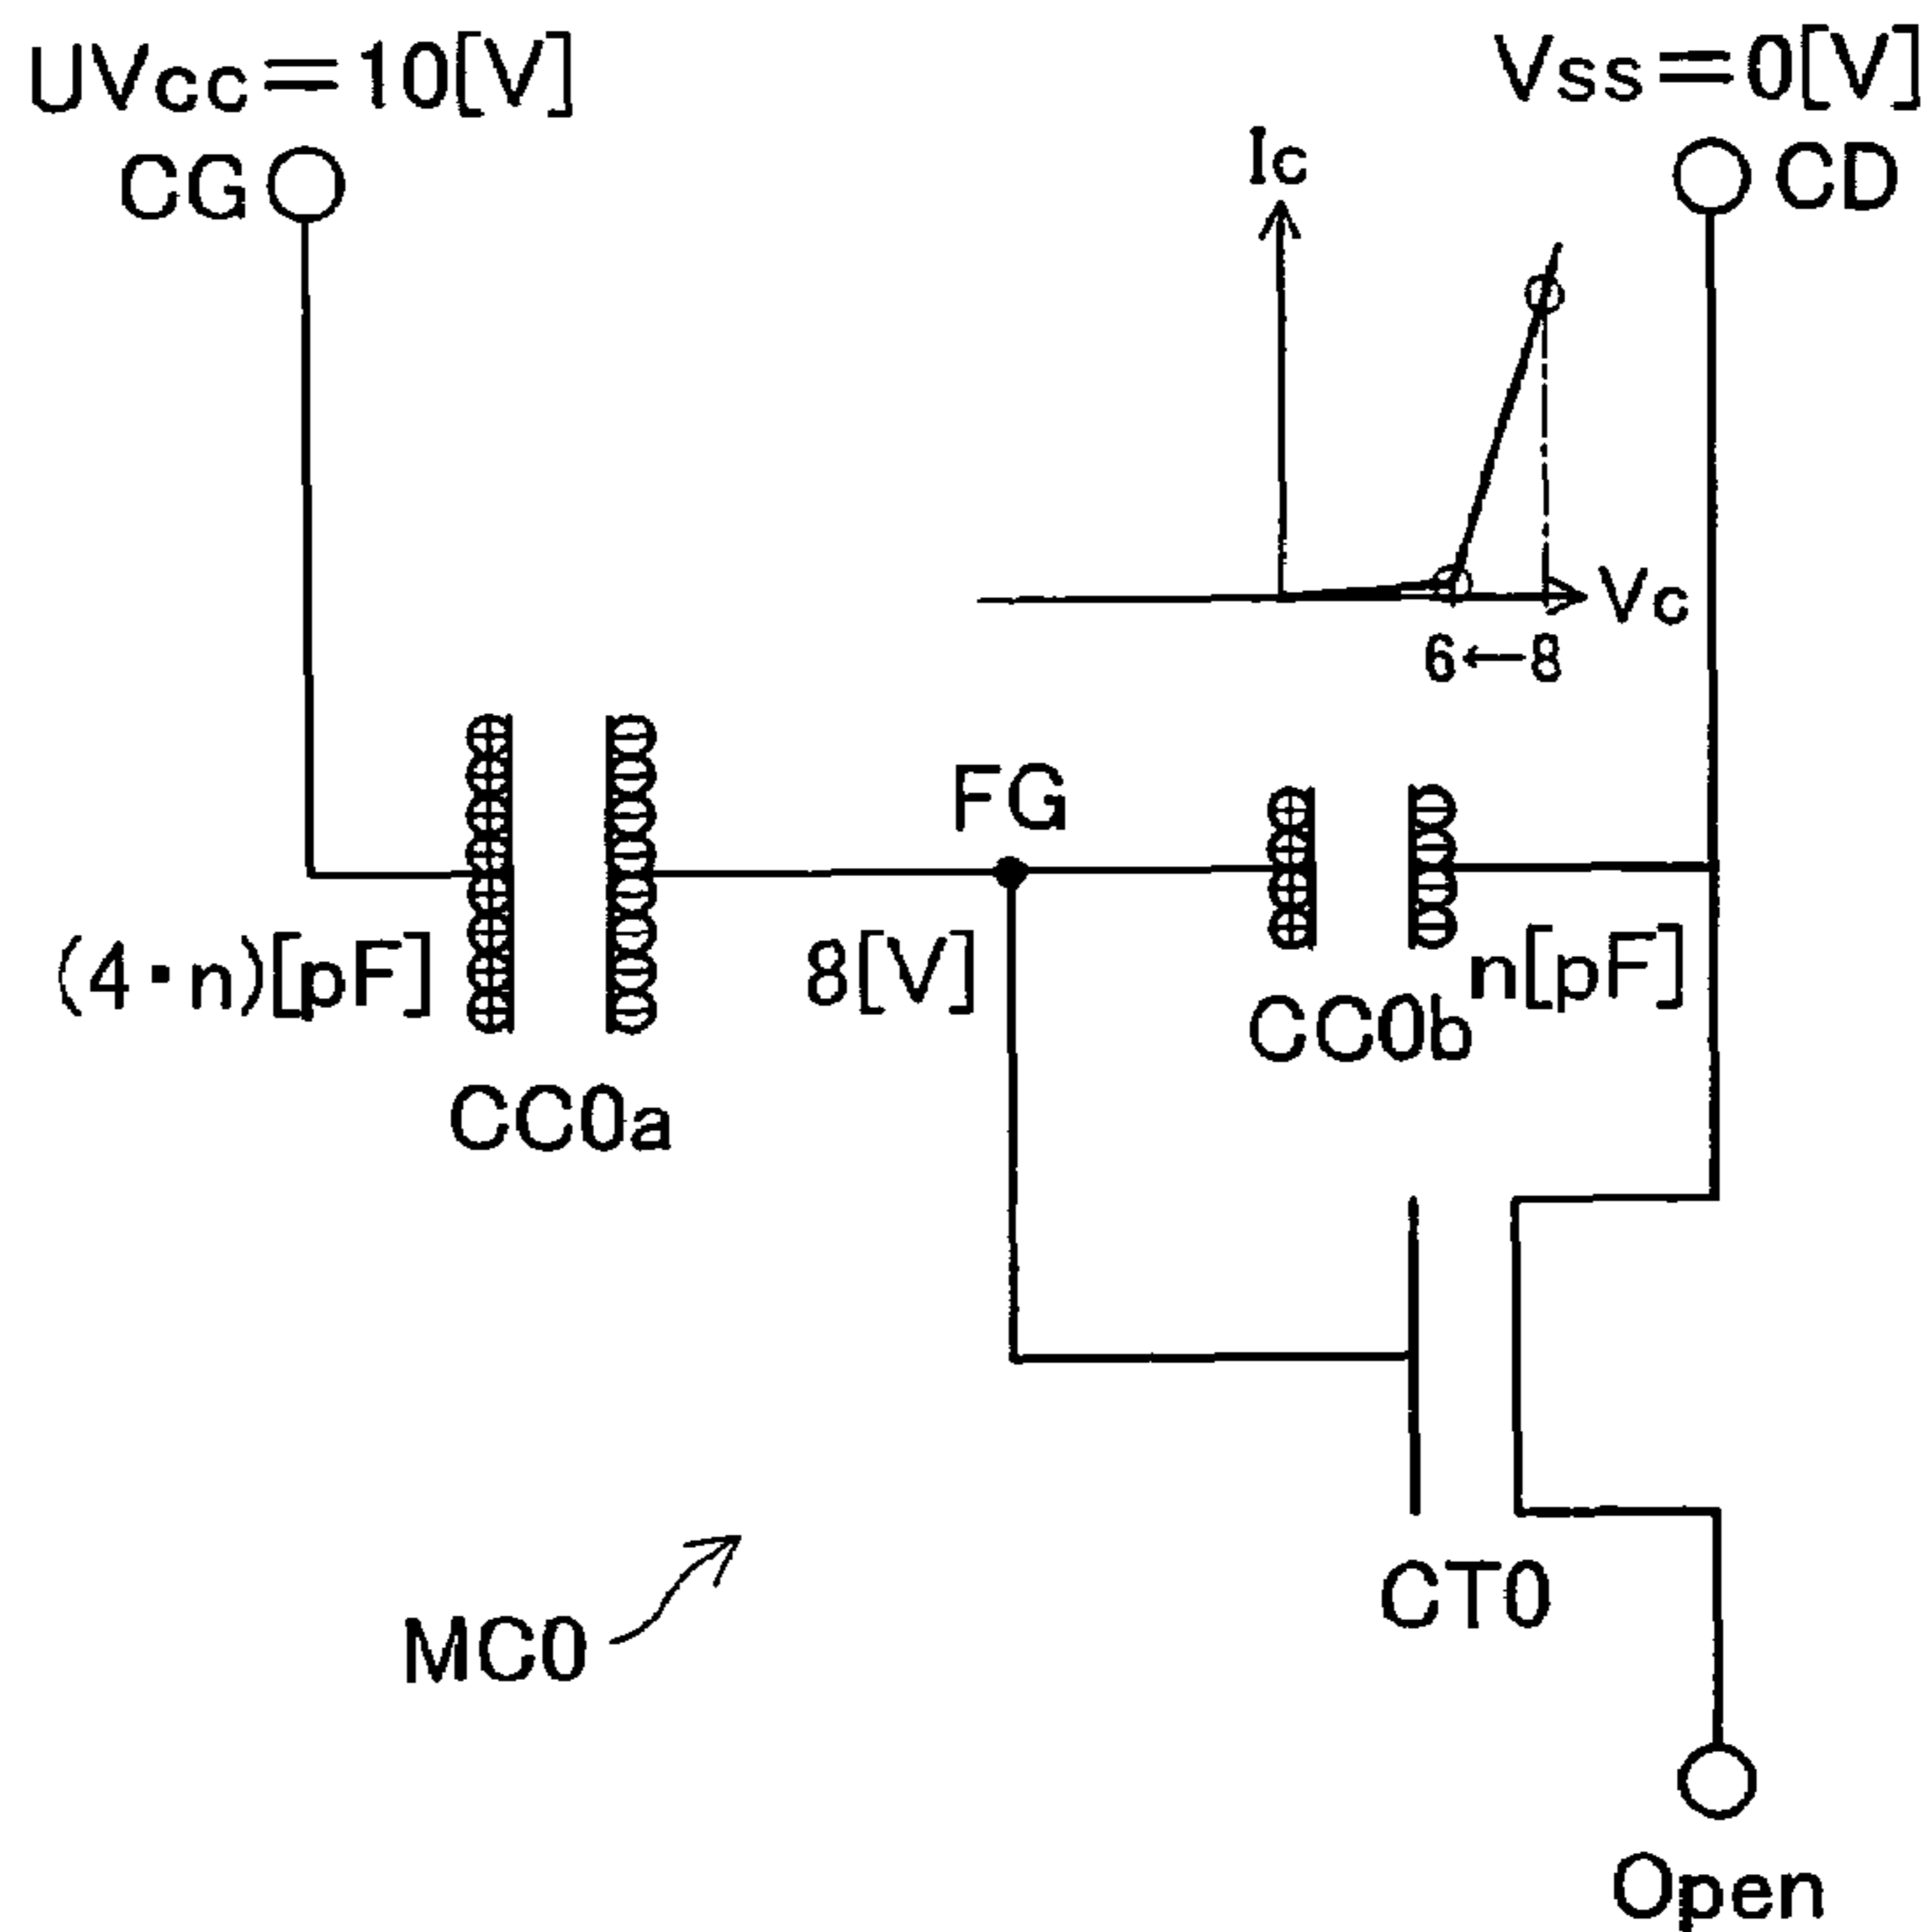 UVcc=10[V]
Vss=0[V]
CG
Ic
CD
Vc
6←8
FG
(4・n)[pF]
8[V]
n[pF]
CC0b
CC0a
CT0
MC0
Open